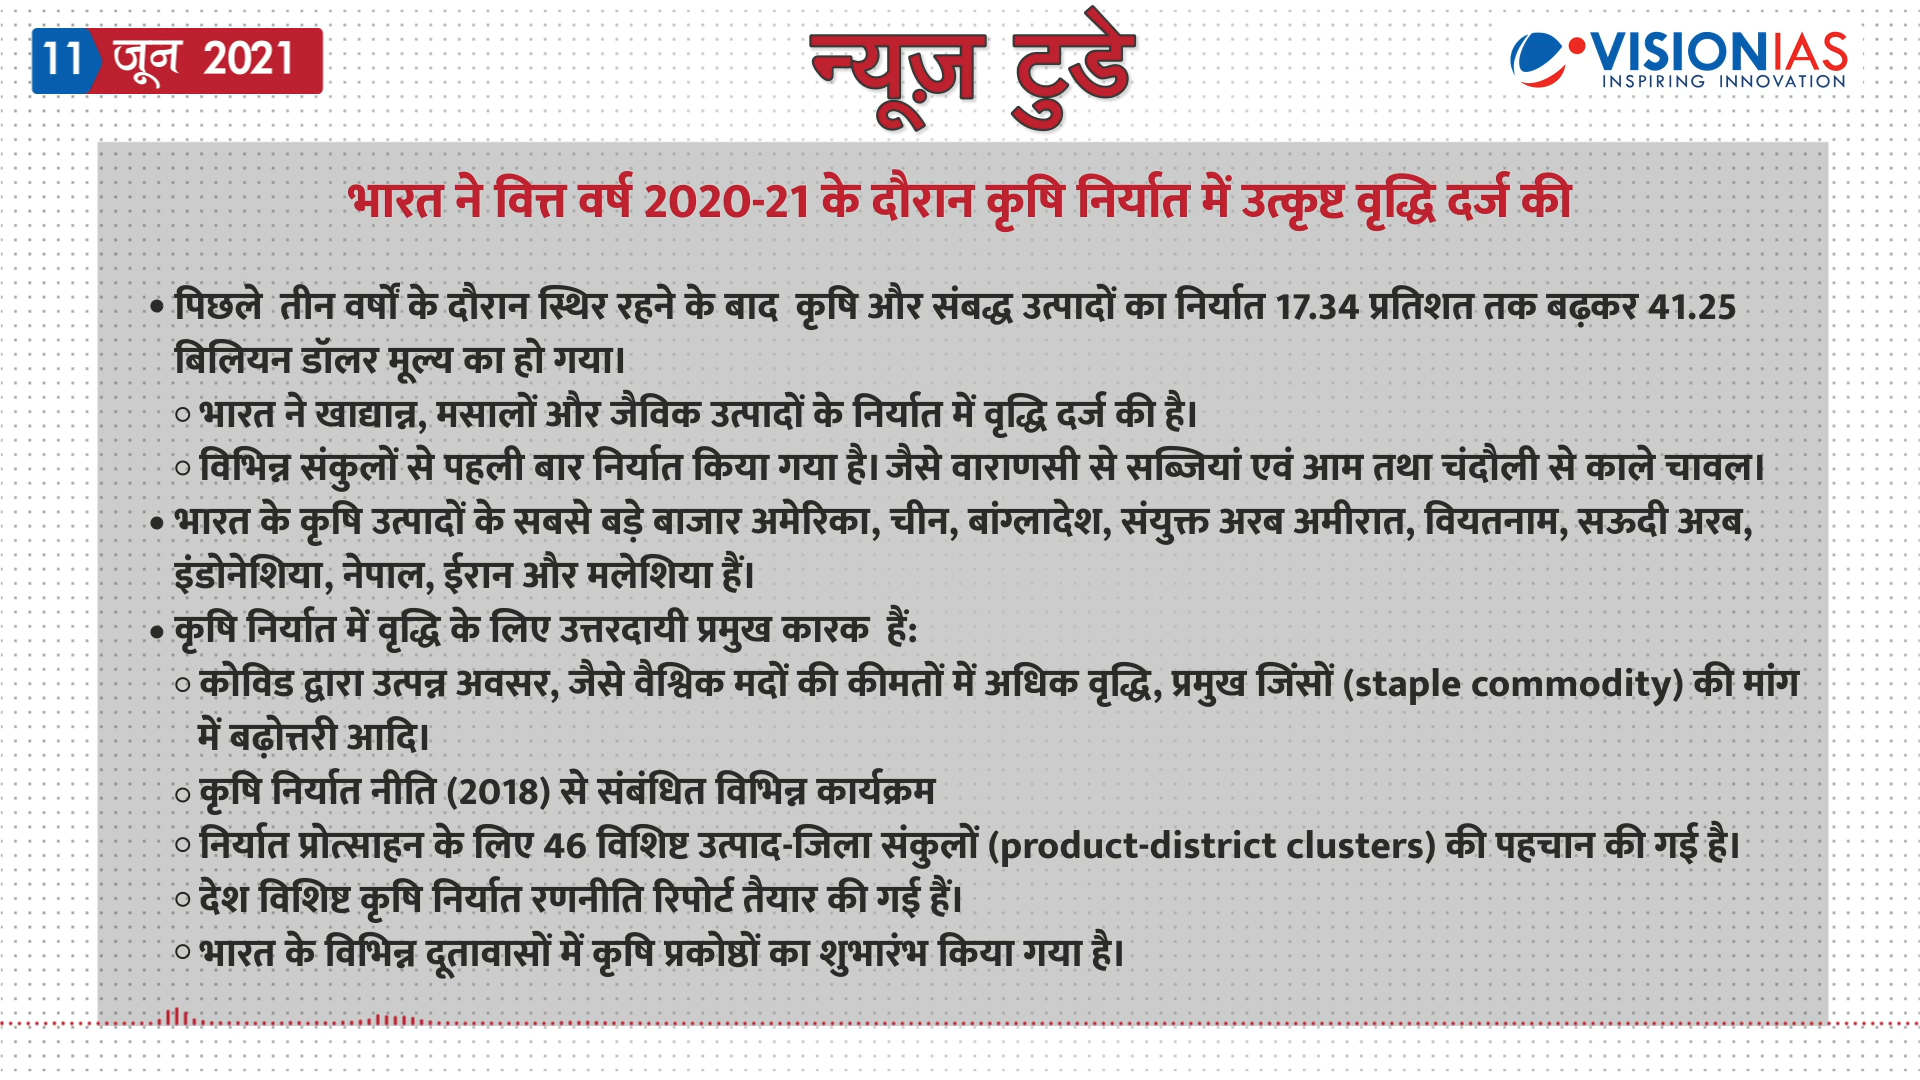 11 जून 2021
न्यूज़ टुडे
VISIONIAS
INSPIRING INNOVATION
भारत ने वित्त वर्ष 2020-21 के दौरान कृषि निर्यात में उत्कृष्ट वृद्धि दर्ज की
• पिछले तीन वर्षों के दौरान स्थिर रहने के बाद कृषि और संबद्ध उत्पादों का निर्यात 17.34 प्रतिशत तक बढ़कर 41.25
बिलियन डॉलर मूल्य का हो गया।
○ भारत ने खाद्यान्न, मसालों और जैविक उत्पादों के निर्यात में वृद्धि दर्ज की है।
○ विभिन्न संकुलों से पहली बार निर्यात किया गया है। जैसे वाराणसी से सब्जियां एवं आम तथा चंदौली से काले चावल।
• भारत के कृषि उत्पादों के सबसे बड़े बाजार अमेरिका, चीन, बांग्लादेश, संयुक्त अरब अमीरात, वियतनाम, सऊदी अरब,
इंडोनेशिया, नेपाल, ईरान और मलेशिया हैं।
• कृषि निर्यात में वृद्धि के लिए उत्तरदायी प्रमुख कारक हैं:
○ कोविड द्वारा उत्पन्न अवसर, जैसे वैश्विक मदों की कीमतों में अधिक वृद्धि, प्रमुख जिंसों (staple commodity) की मांग
में बढ़ोत्तरी आदि।
○ कृषि निर्यात नीति (2018) से संबंधित विभिन्न कार्यक्रम
○ निर्यात प्रोत्साहन के लिए 46 विशिष्ट उत्पाद-जिला संकुलों (product-district clusters) की पहचान की गई है।
○ देश विशिष्ट कृषि निर्यात रणनीति रिपोर्ट तैयार की गई हैं।
○ भारत के विभिन्न दूतावासों में कृषि प्रकोष्ठों का शुभारंभ किया गया है।